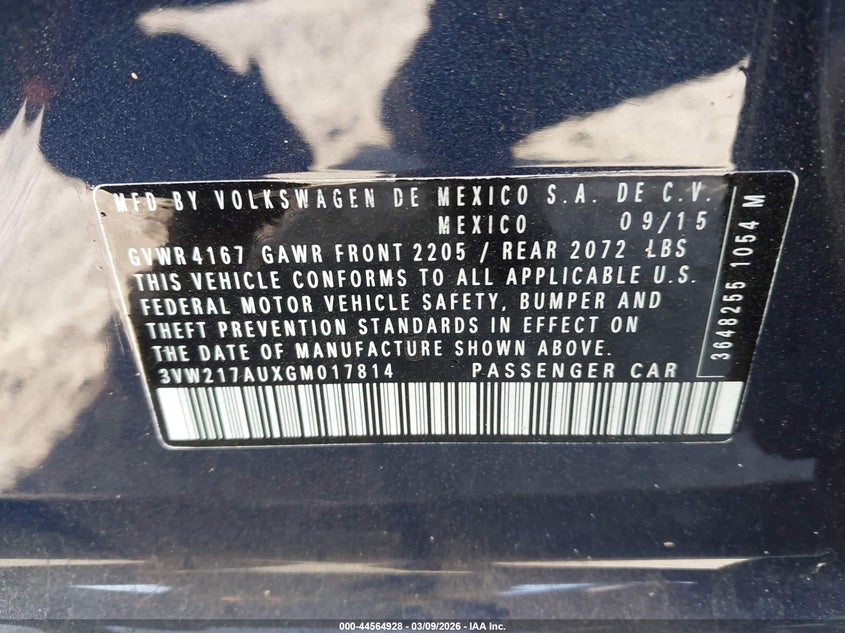 MFD BY VOLKSWAGEN DE MEXICO S.A. DE C.V.
MEXICO 09/15
GVWR 4167 GAWR FRONT 2205 / REAR 2072 LBS
THIS VEHICLE CONFORMS TO ALL APPLICABLE U.S.
FEDERAL MOTOR VEHICLE SAFETY, BUMPER AND
THEFT PREVENTION STANDARDS IN EFFECT ON
THE DATE OF MANUFACTURE SHOWN ABOVE.
3VW217AUXGM017814 PASSENGER CAR
3648255 1054 M
000-44564928 - 03/09/2026 - IAA Inc.